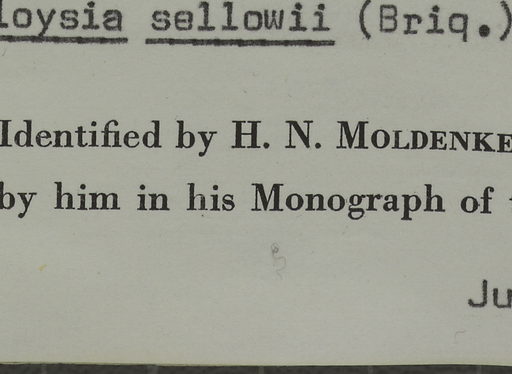 loysia sellowii (Briq.)
Identified by H. N. MOLDENKE
by him in his Monograph of
Ju